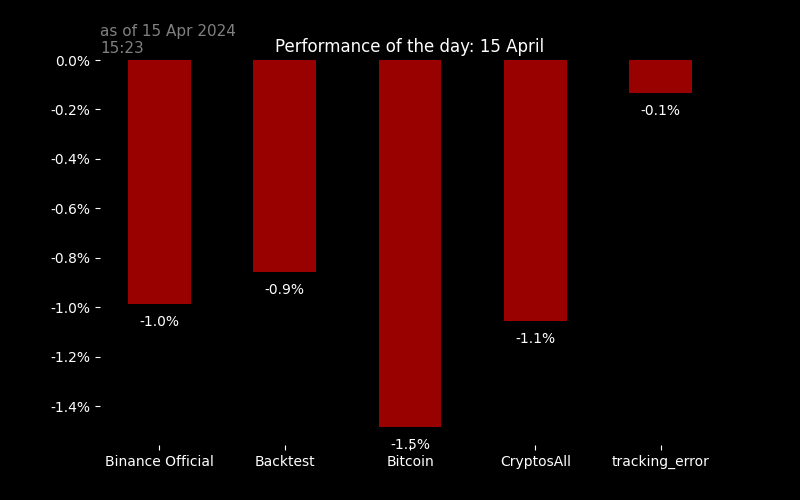 as of 15 Apr 2024
15:23
Performance of the day: 15 April
0.0%
-0.2%
-0.4%
-0.6%
-0.8%
-1.0%
-1.2%
-1.4%
-1.0%
-0.9%
-1.5%
-1.1%
-0.1%
Binance Official
Backtest
Bitcoin
CryptosAll
tracking_error